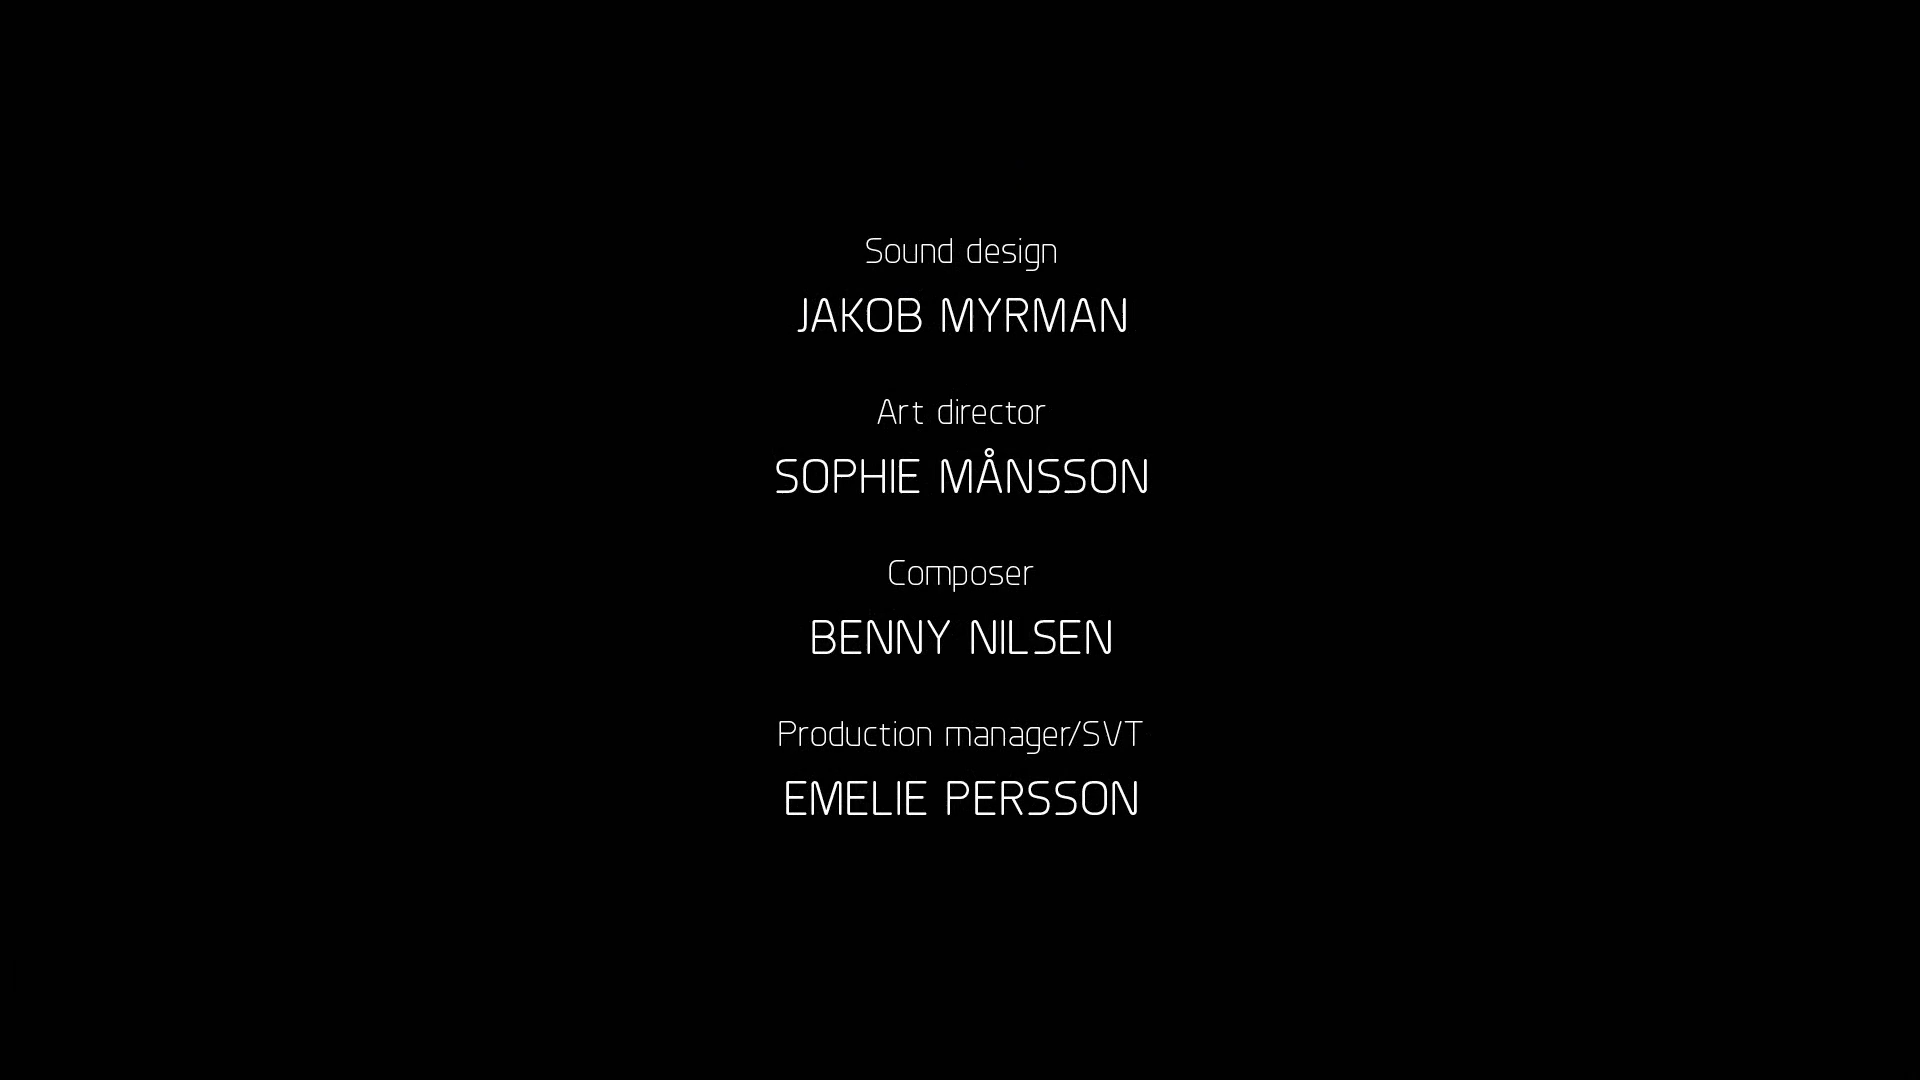 Sound design
JAKOB MYRMAN
Art director
SOPHIE MÅNSSON
Composer
BENNY NILSEN
Production manager/SVT
EMELIE PERSSON